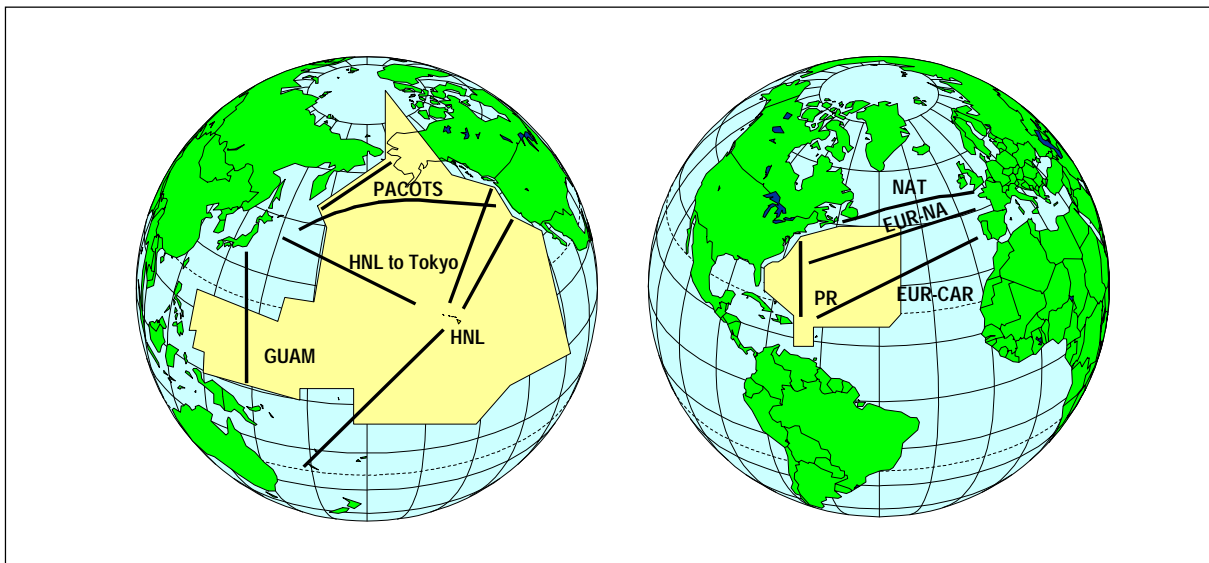 PACOTS
HNL to Tokyo
HNL
GUAM
NAT
EUR-NA
PR
EUR-CAR